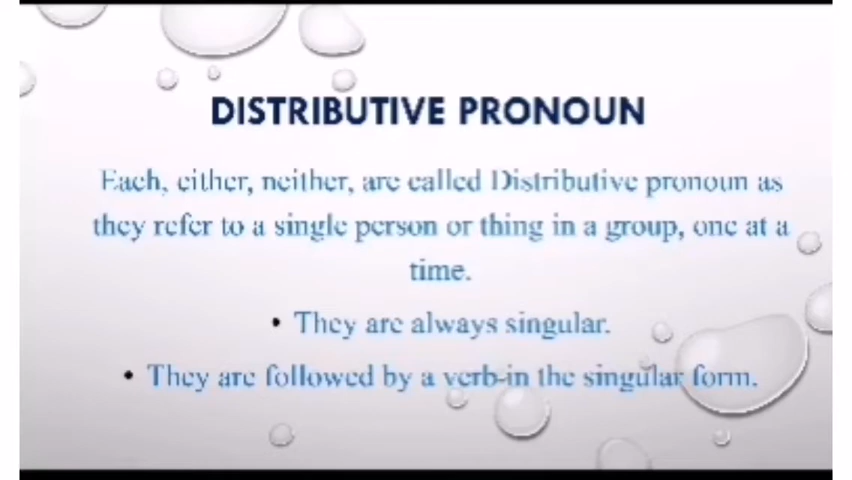 DISTRIBUTIVE PRONOUN
Each, either, neither, are called Distributive pronoun as
they refer to a single person or thing in a group, one at a
time.
• They are always singular.
• They are followed by a verb in the singular form.